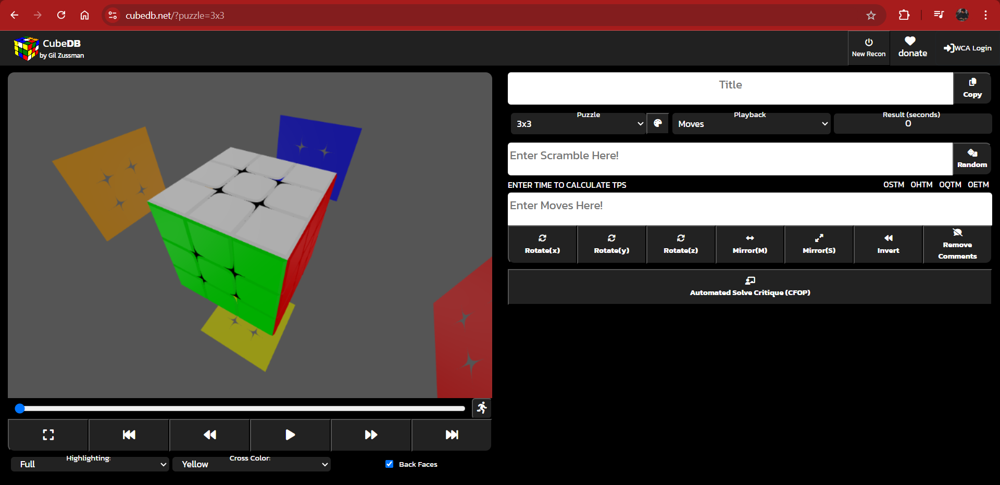 cubedb.net/?puzzle=3x3
CubeDB
by Gil Zussman
New Recon
donate
WCA Login
Title
Copy
Puzzle
3x3
Playback
Moves
Result (seconds)
0
Enter Scramble Here!
Random
ENTER TIME TO CALCULATE TPS
OSTM OHTM OQTM OETM
Enter Moves Here!
Rotate(x)
Rotate(y)
Rotate(z)
Mirror(M)
Mirror(S)
Invert
Remove
Comments
Automated Solve Critique (CFOP)
Highlighting:
Full
Cross Color:
Yellow
Back Faces